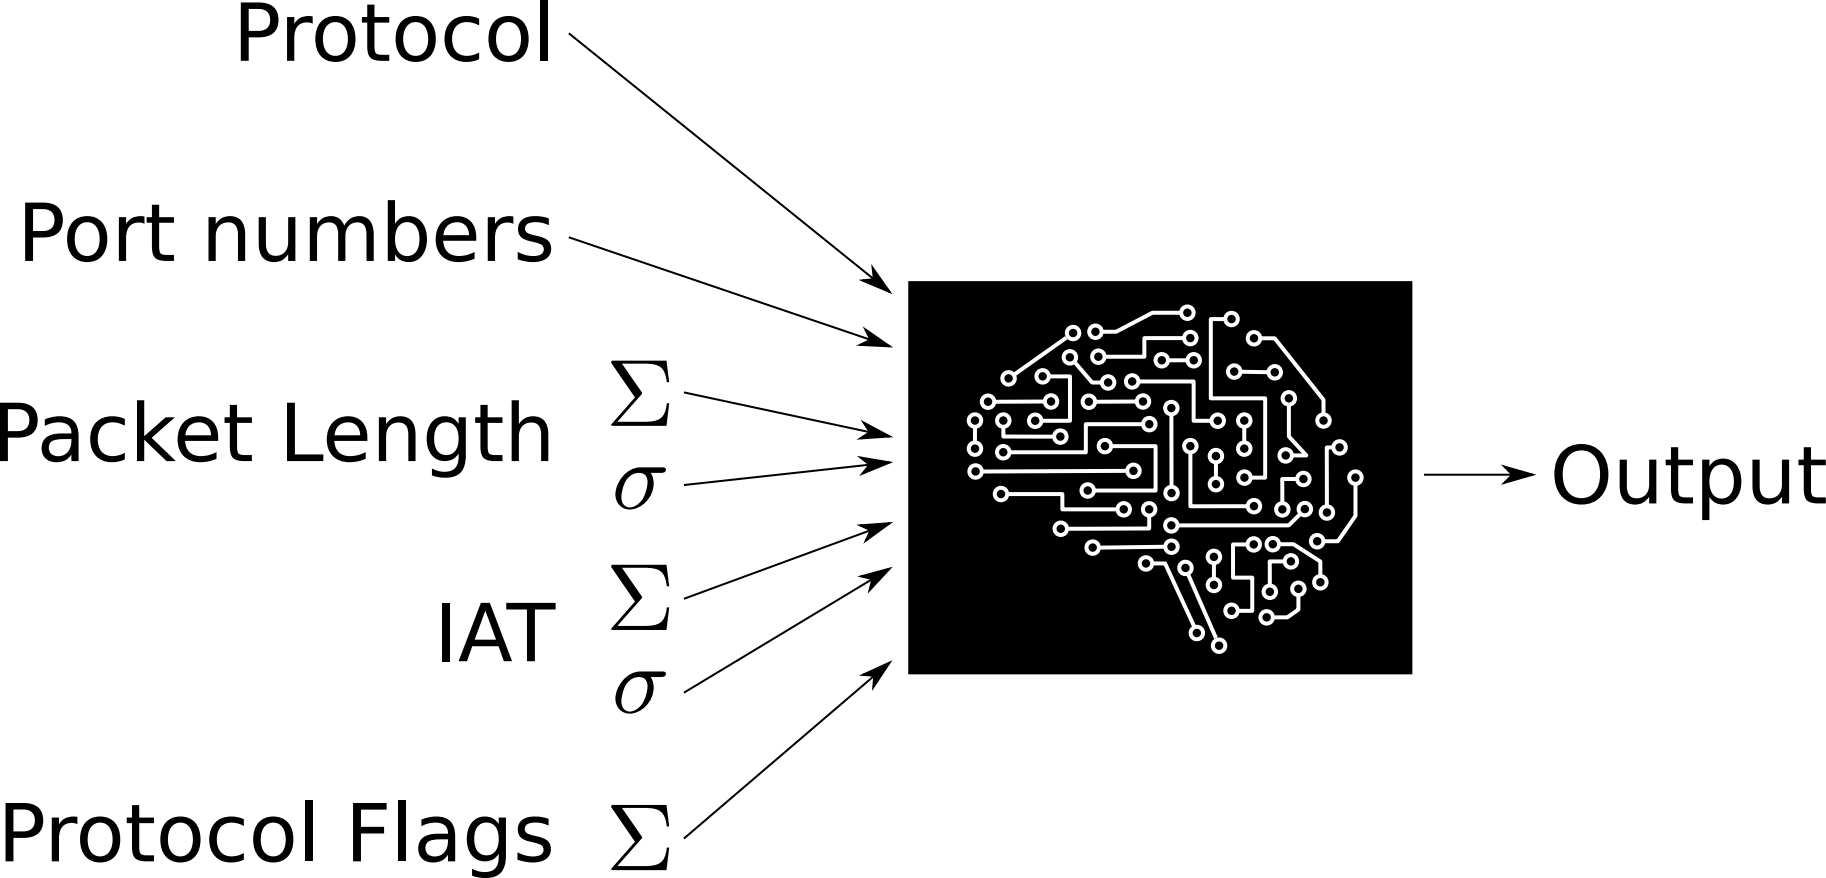 Protocol
Port numbers
Packet Length Σ
σ
IAT Σ
σ
Protocol Flags Σ
Output